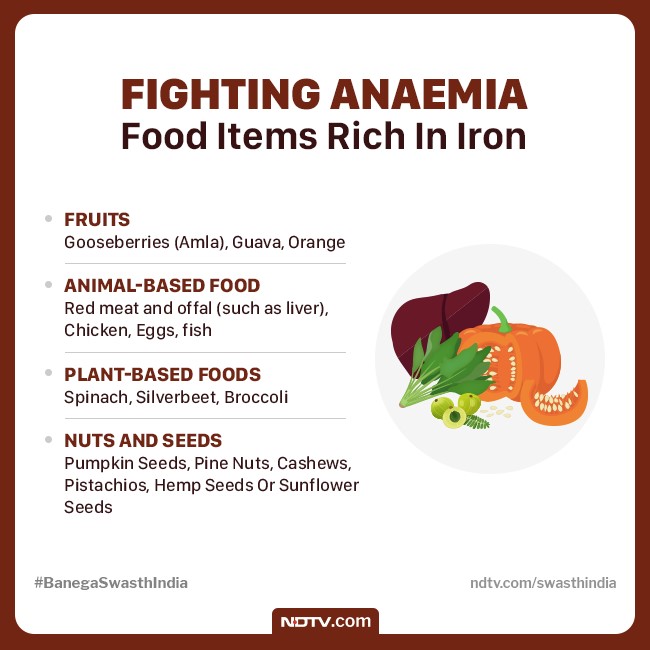 FIGHTING ANAEMIA
Food Items Rich In Iron
FRUITS
Gooseberries (Amla), Guava, Orange
ANIMAL-BASED FOOD
Red meat and offal (such as liver),
Chicken, Eggs, fish
PLANT-BASED FOODS
Spinach, Silverbeet, Broccoli
NUTS AND SEEDS
Pumpkin Seeds, Pine Nuts, Cashews,
Pistachios, Hemp Seeds Or Sunflower
Seeds
#BanegaSwasthIndia
ndtv.com/swasthindia
NDTV.com